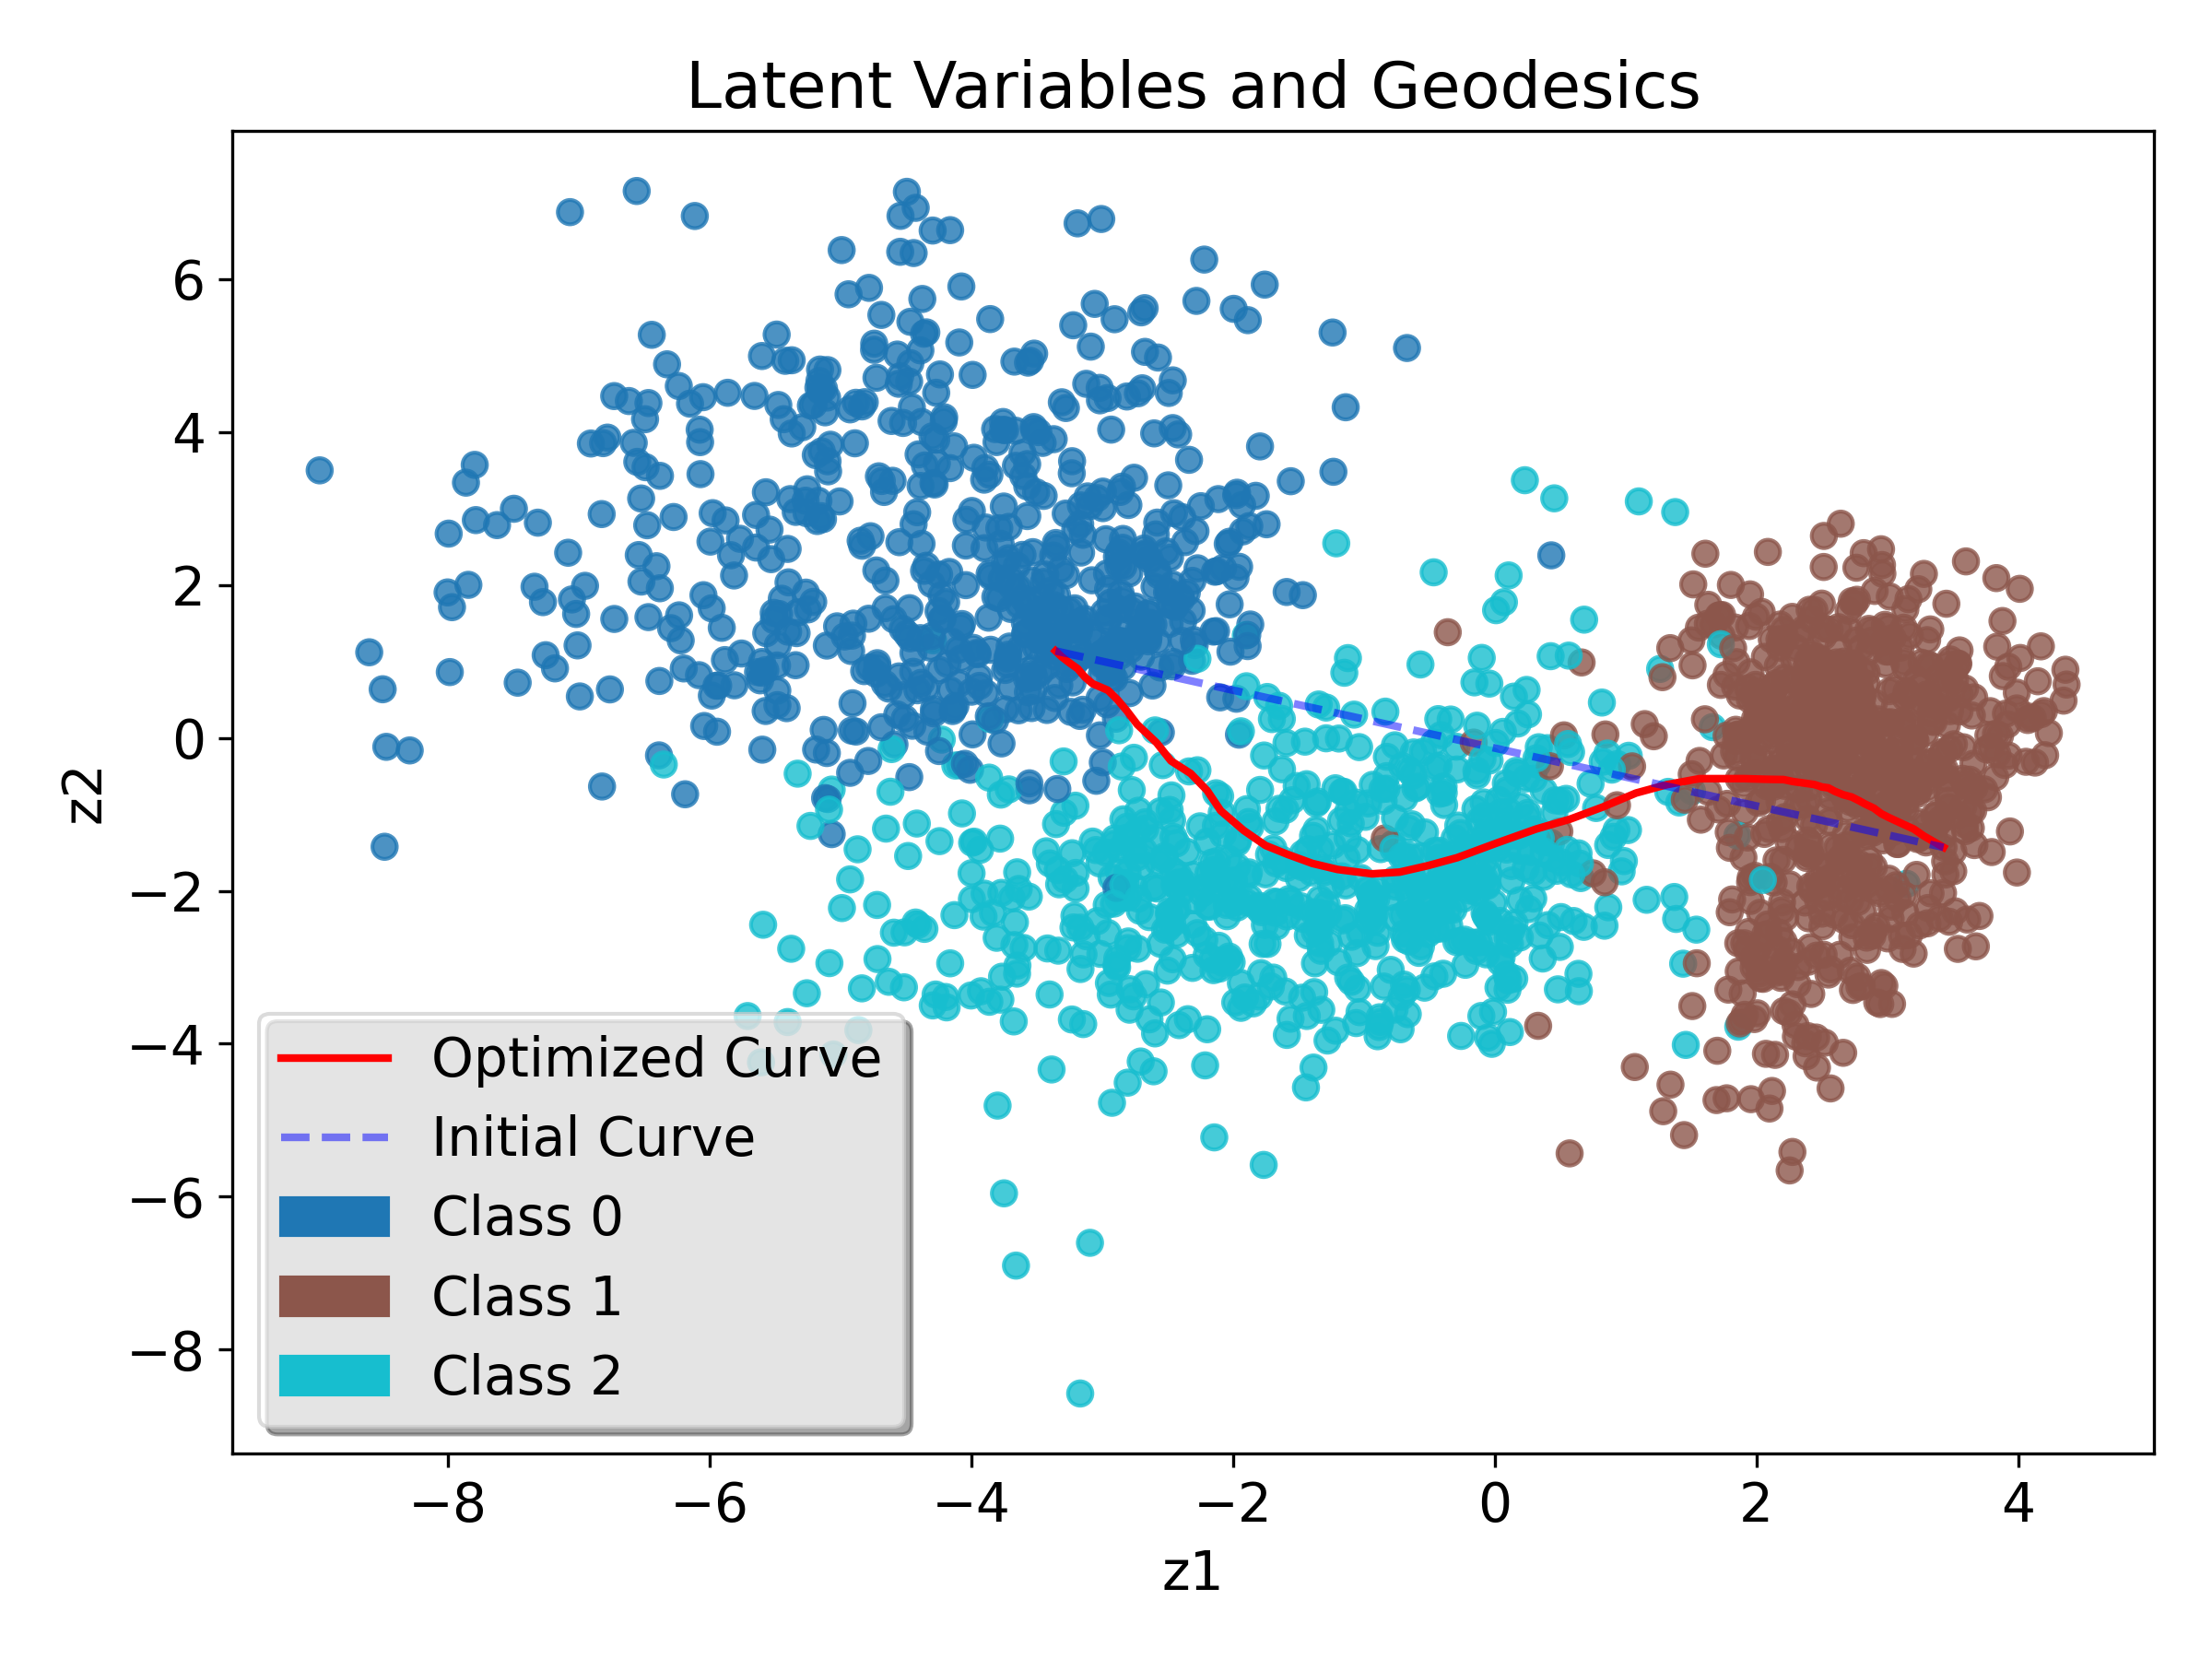 Latent Variables and Geodesics
z2
6
4
2
0
−2
−4
−6
−8
Optimized Curve
Initial Curve
Class 0
Class 1
Class 2
−8 −6 −4 −2 0 2 4
z1